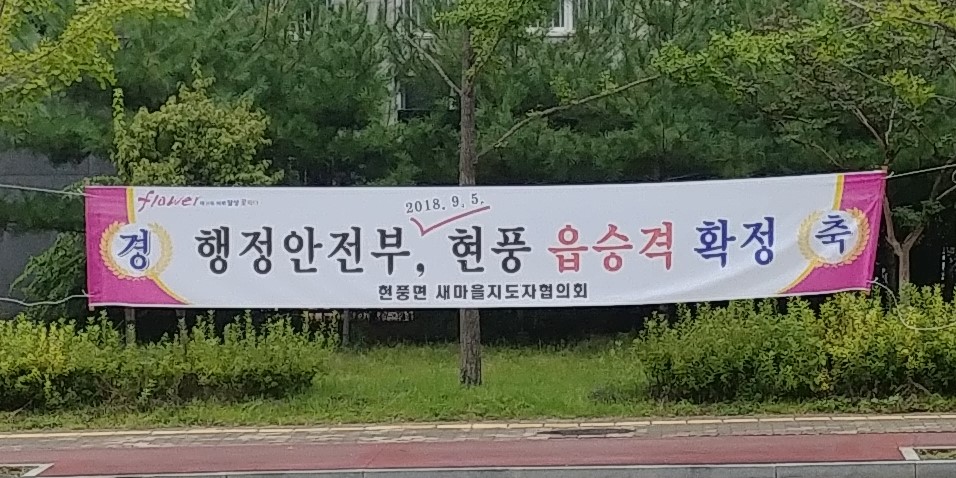 flower
2018. 9. 5.
경 행정안전부, 현풍 읍승격 확정 축
현풍면 새마을지도자협의회